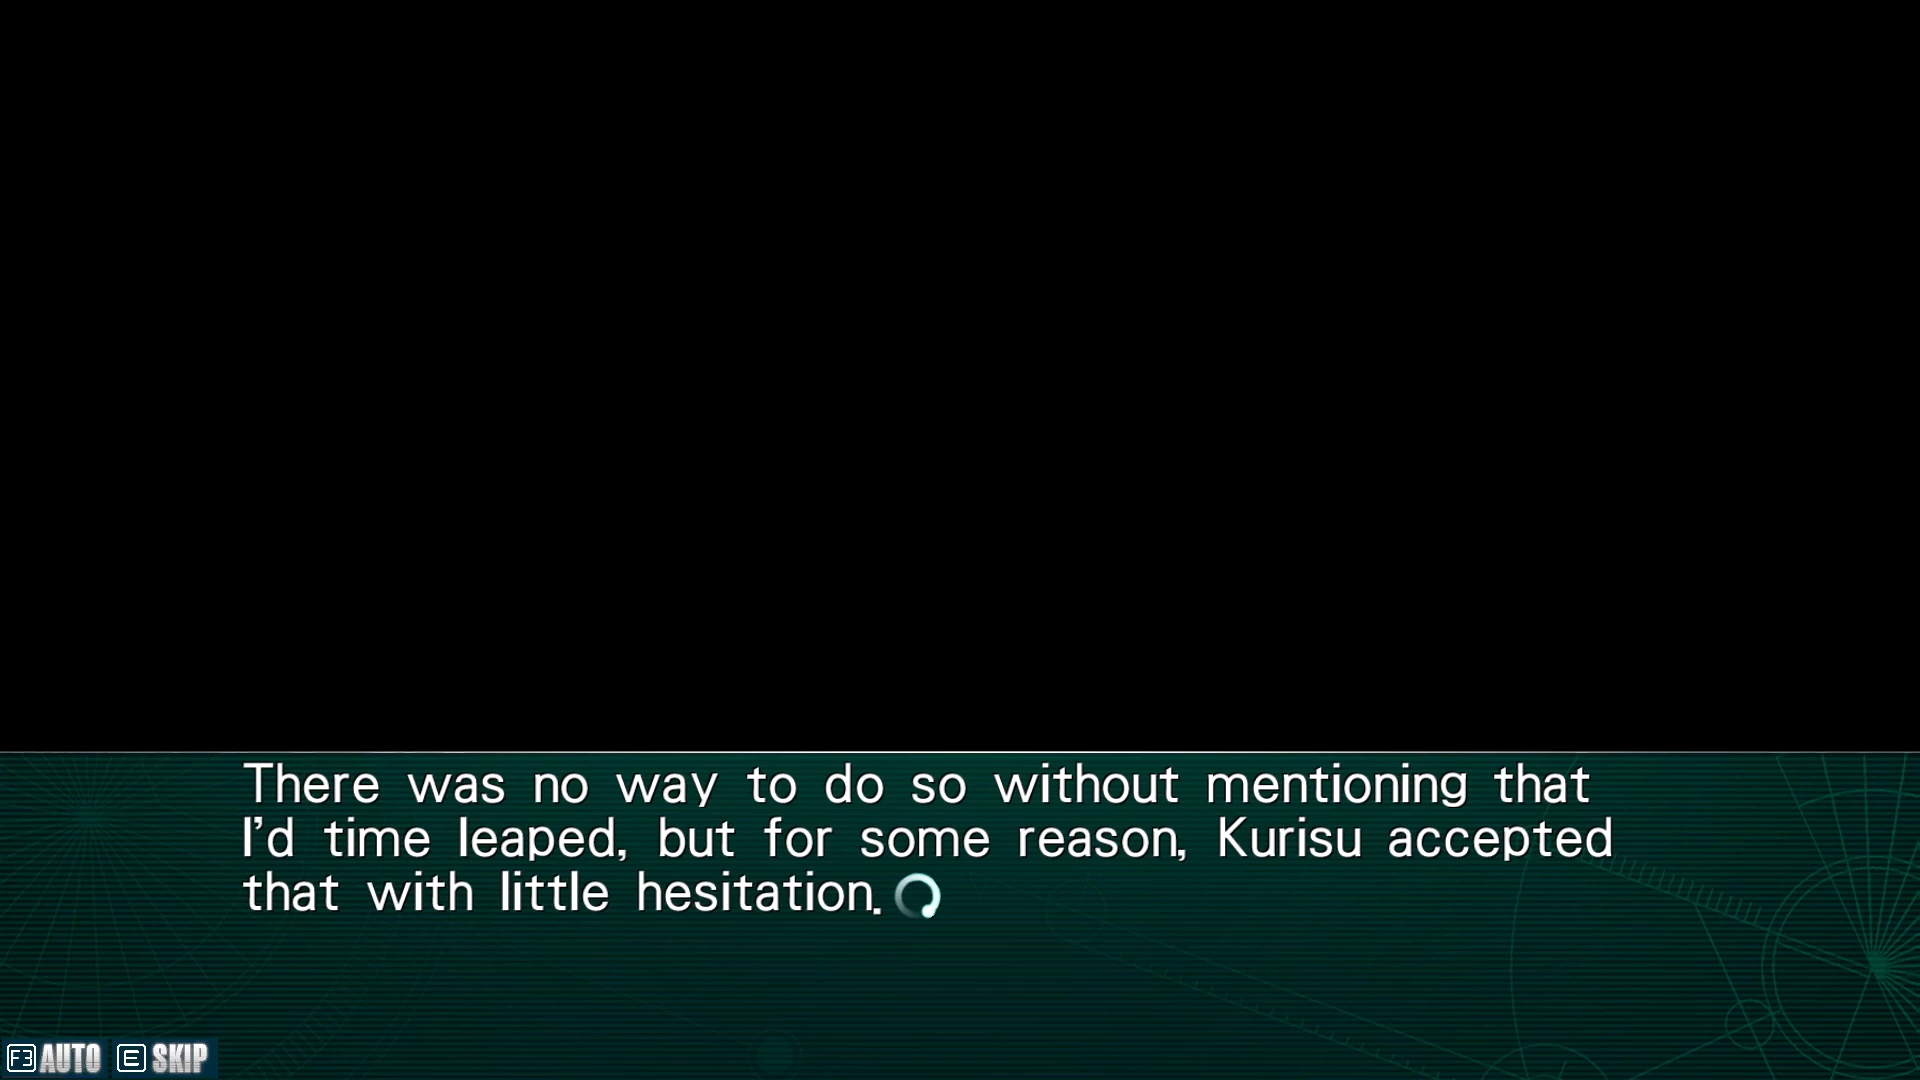 There was no way to do so without mentioning that
I'd time leaped, but for some reason, Kurisu accepted
that with little hesitation.
F3 AUTO E SKIP